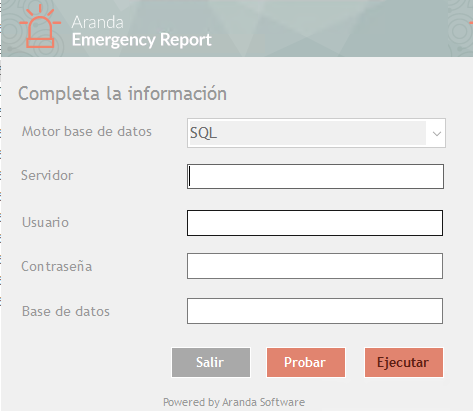 Aranda
Emergency Report
Completa la información
Motor base de datos
SQL
Servidor
Usuario
Contraseña
Base de datos
Salir
Probar
Ejecutar
Powered by Aranda Software